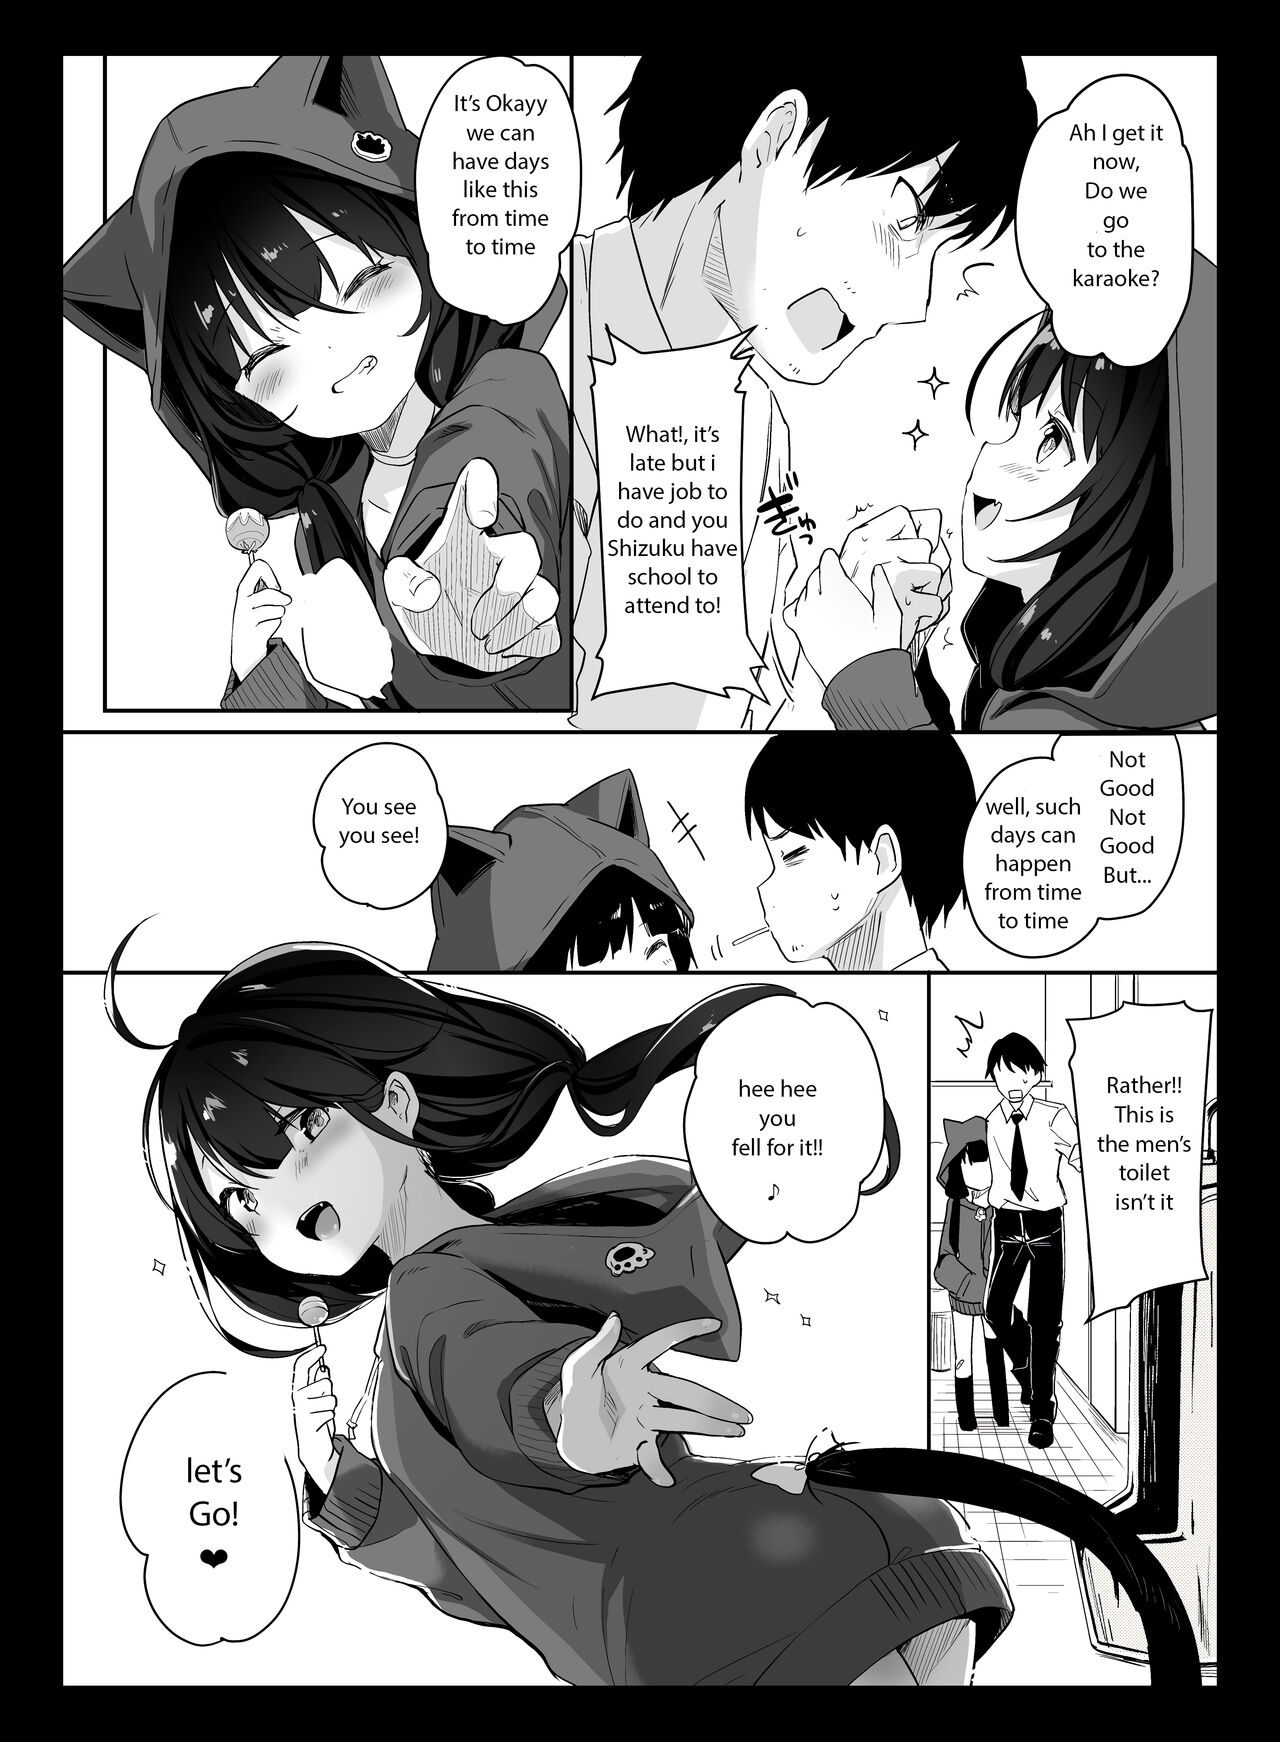 Ah I get it
now,
Do we
go
to the
karaoke?
What!, it's
late but i
have job to
do and you
Shizuku have
school to
attend to!
ぎゅっ
It's Okayy
we can
have days
like this
from time
to time
Not
Good
Not
Good
But...
well, such
days can
happen
from time
to time
You see
you see!
Rather!!
This is
the men's
toilet
isn't it
hee hee
you
fell for it!!
♪
let's
Go!
❤